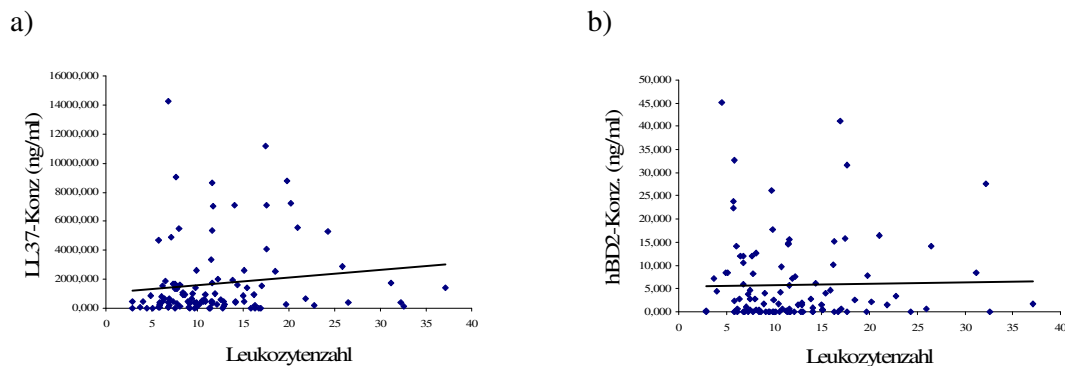 a)
b)
16000,000
14000,000
12000,000
10000,000
8000,000
6000,000
4000,000
2000,000
0,000
0 5 10 15 20 25 30 35 40
LL37-Konz (ng/ml)
Leukozytenzahl
50,000
45,000
40,000
35,000
30,000
25,000
20,000
15,000
10,000
5,000
0,000
0 5 10 15 20 25 30 35 40
hBD2-Konz. (ng/ml)
Leukozytenzahl